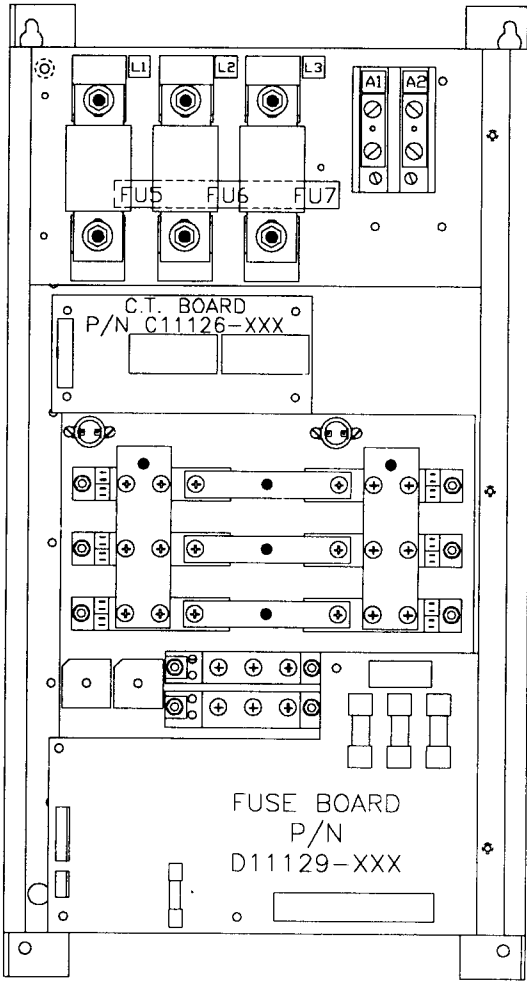 L1 L2 L3 A1 A2
FU5 FU6 FU7
C.T. BOARD
P/N C11126-XXX
FUSE BOARD
P/N
D11129-XXX